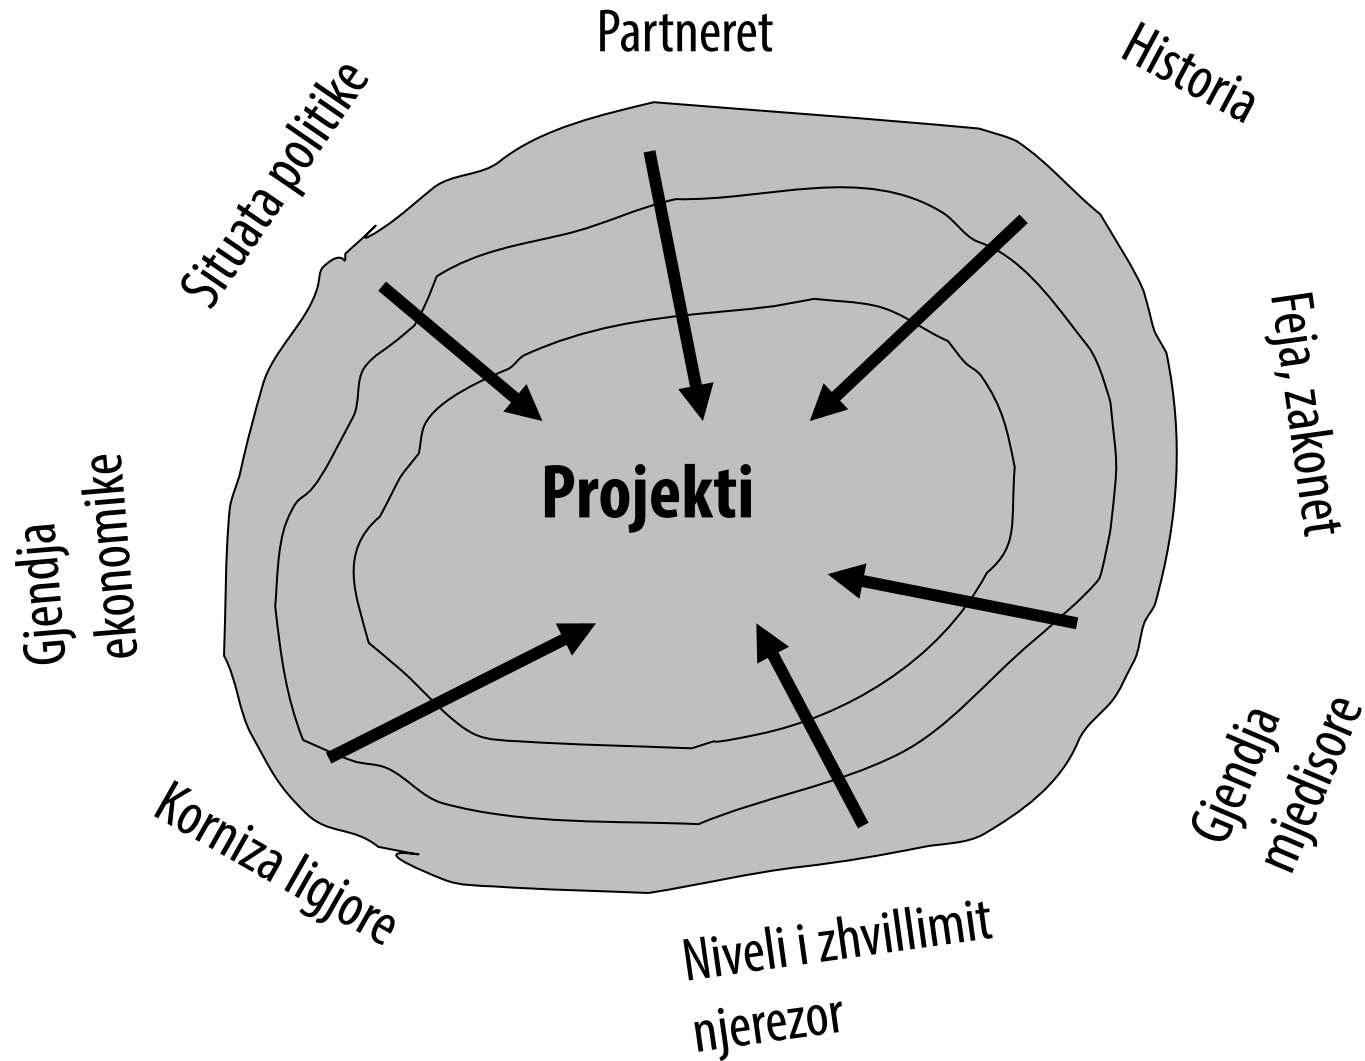 Partneret
Historia
Situata politike
Feja, zakonet
Gjendja
ekonomike
Projekti
Gjendja
mjedisore
Korniza ligjore
Niveli i zhvillimit
njerezor